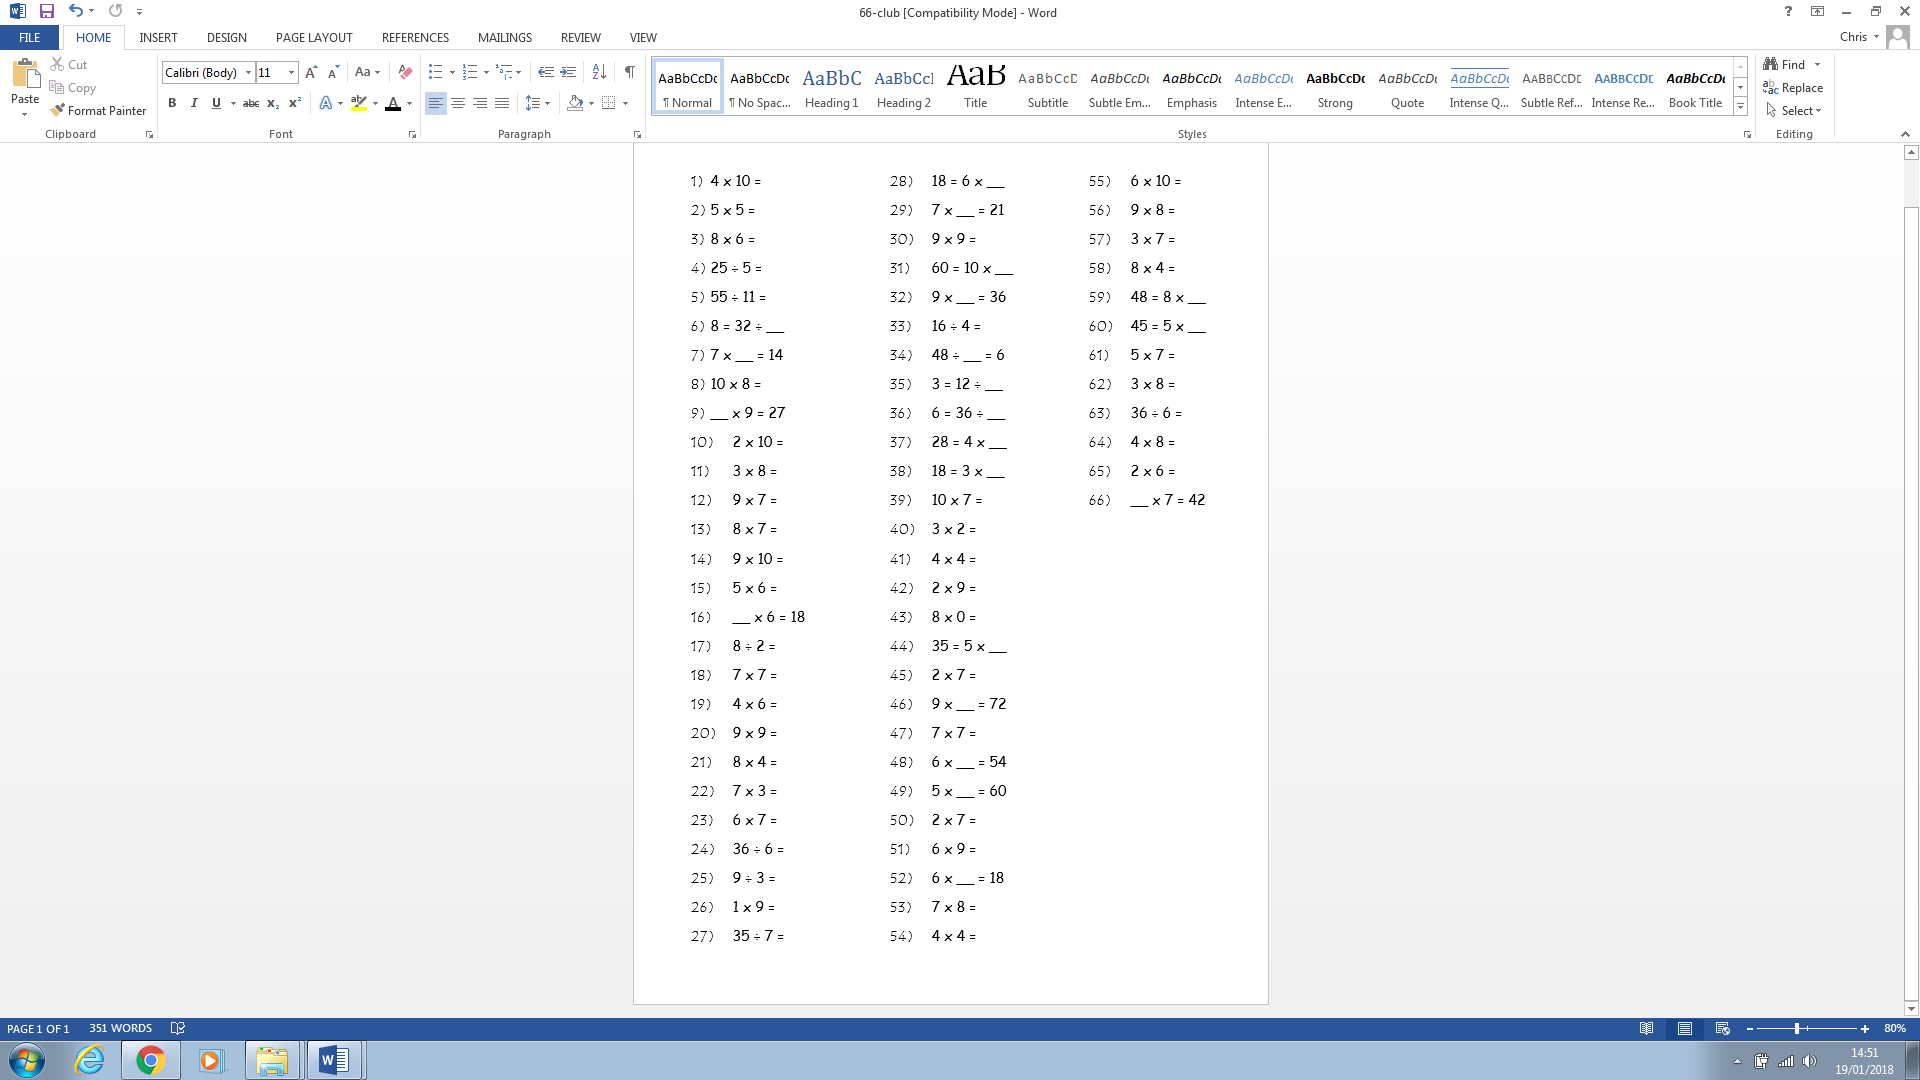 66-club [Compatibility Mode] - Word
FILE HOME INSERT DESIGN PAGE LAYOUT REFERENCES MAILINGS REVIEW VIEW Chris
Paste
Cut
Copy
Format Painter
Clipboard
Calibri (Body) 11
Font
Paragraph
AaBbCcDc AaBbCcDc AaBbC AaBbCcI AaB AaBbCcD AaBbCcDc AaBbCcDc AaBbCcDc AaBbCcDc AaBbCcDc AaBbCcDc AABBCCDE AABBCCDE AaBbCcDc
¶ Normal ¶ No Spac... Heading 1 Heading 2 Title Subtitle Subtle Em... Emphasis Intense E... Strong Quote Intense Q... Subtle Ref... Intense Re... Book Title
Styles
Find
Replace
Select
Editing
1) 4 x 10 =
2) 5 x 5 =
3) 8 x 6 =
4) 25 ÷ 5 =
5) 55 ÷ 11 =
6) 8 = 32 ÷ __
7) 7 x __ = 14
8) 10 x 8 =
9) __ x 9 = 27
10) 2 x 10 =
11) 3 x 8 =
12) 9 x 7 =
13) 8 x 7 =
14) 9 x 10 =
15) 5 x 6 =
16) __ x 6 = 18
17) 8 ÷ 2 =
18) 7 x 7 =
19) 4 x 6 =
20) 9 x 9 =
21) 8 x 4 =
22) 7 x 3 =
23) 6 x 7 =
24) 36 ÷ 6 =
25) 9 ÷ 3 =
26) 1 x 9 =
27) 35 ÷ 7 =
28) 18 = 6 x __
29) 7 x __ = 21
30) 9 x 9 =
31) 60 = 10 x __
32) 9 x __ = 36
33) 16 ÷ 4 =
34) 48 ÷ __ = 6
35) 3 = 12 ÷ __
36) 6 = 36 ÷ __
37) 28 = 4 x __
38) 18 = 3 x __
39) 10 x 7 =
40) 3 x 2 =
41) 4 x 4 =
42) 2 x 9 =
43) 8 x 0 =
44) 35 = 5 x __
45) 2 x 7 =
46) 9 x __ = 72
47) 7 x 7 =
48) 6 x __ = 54
49) 5 x __ = 60
50) 2 x 7 =
51) 6 x 9 =
52) 6 x __ = 18
53) 7 x 8 =
54) 4 x 4 =
55) 6 x 10 =
56) 9 x 8 =
57) 3 x 7 =
58) 8 x 4 =
59) 48 = 8 x __
60) 45 = 5 x __
61) 5 x 7 =
62) 3 x 8 =
63) 36 ÷ 6 =
64) 4 x 8 =
65) 2 x 6 =
66) __ x 7 = 42
PAGE 1 OF 1 351 WORDS 80%
14:51
19/01/2018